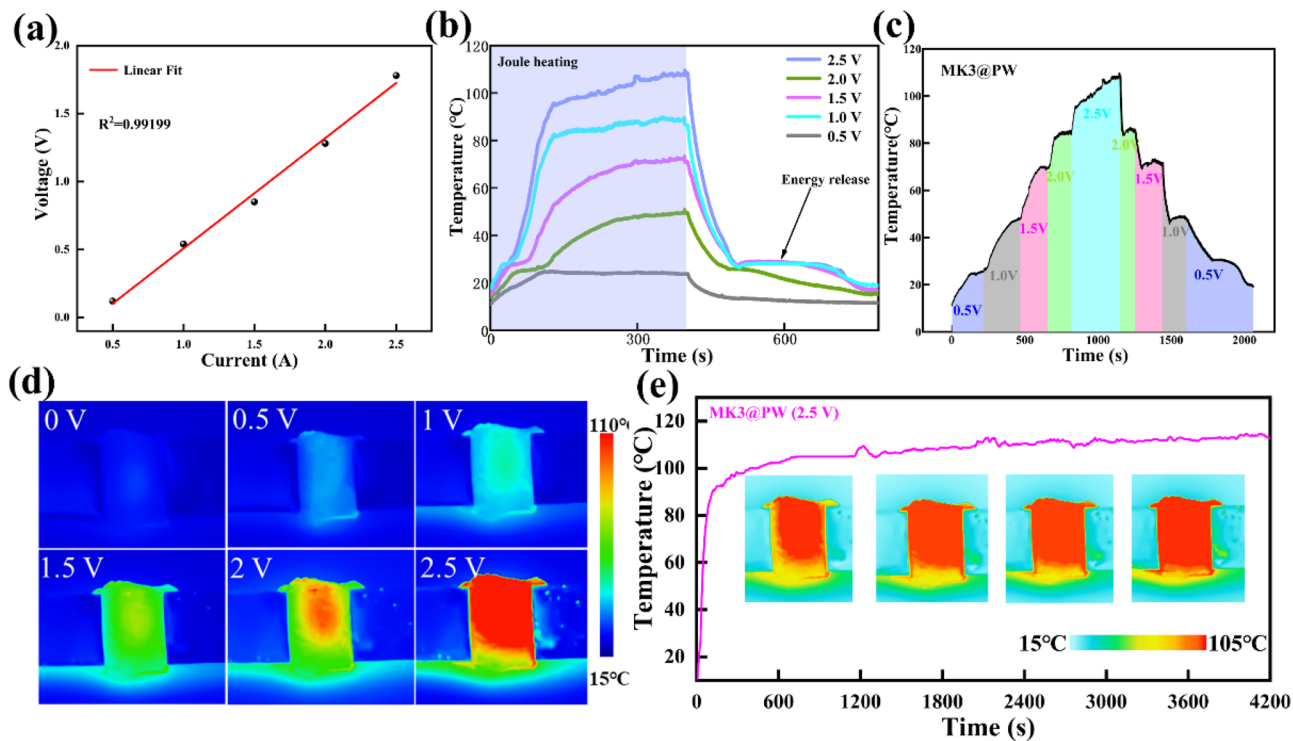 (a)
2.0
1.5
1.0
0.5
0.0
Voltage (V)
Linear Fit
R²=0.99199
0.5 1.0 1.5 2.0 2.5
Current (A)
(b)
120
100
80
60
40
20
0
Temperature (℃)
Joule heating
2.5 V
2.0 V
1.5 V
1.0 V
0.5 V
Energy release
0 300 600
Time (s)
(c)
120
100
80
60
40
20
0
Temperature(℃)
MK3@PW
0.5V
1.0V
1.5V
2.0V
2.5V
2.0V
1.5V
1.0V
0.5V
0 500 1000 1500 2000
Time (s)
(d)
0 V
0.5 V
1 V
1.5 V
2 V
2.5 V
110°
15℃
(e)
120
100
80
60
40
20
Temperature (℃)
MK3@PW (2.5 V)
15℃ 105℃
0 600 1200 1800 2400 3000 3600 4200
Time (s)